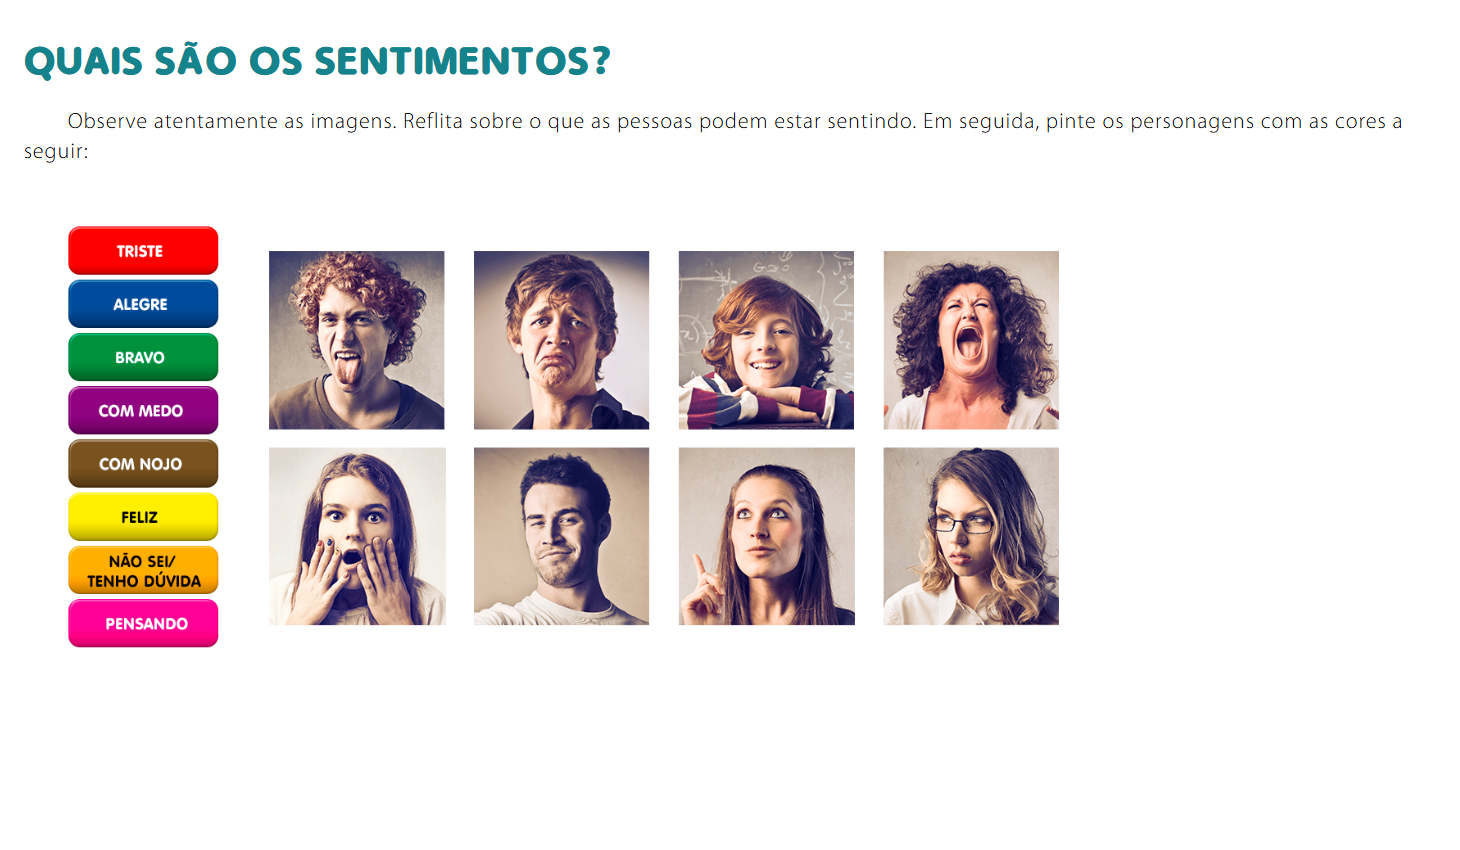 QUAIS SÃO OS SENTIMENTOS?
Observe atentamente as imagens. Reflita sobre o que as pessoas podem estar sentindo. Em seguida, pinte os personagens com as cores a
seguir:
TRISTE
ALEGRE
BRAVO
COM MEDO
COM NOJO
FELIZ
NÃO SEI/
TENHO DÚVIDA
PENSANDO